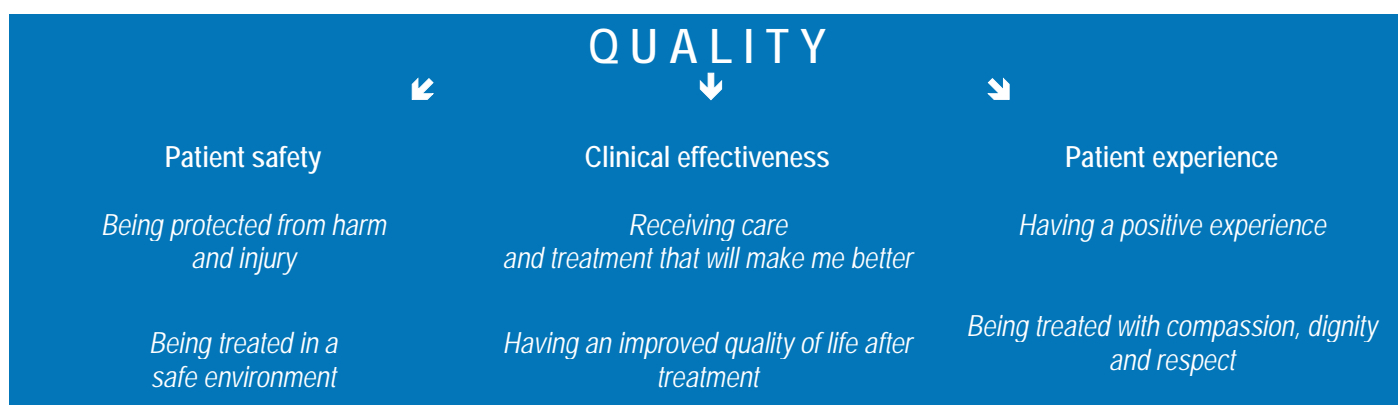 QUALITY
Patient safety
Being protected from harm
and injury
Being treated in a
safe environment
Clinical effectiveness
Receiving care
and treatment that will make me better
Having an improved quality of life after
treatment
Patient experience
Having a positive experience
Being treated with compassion, dignity
and respect